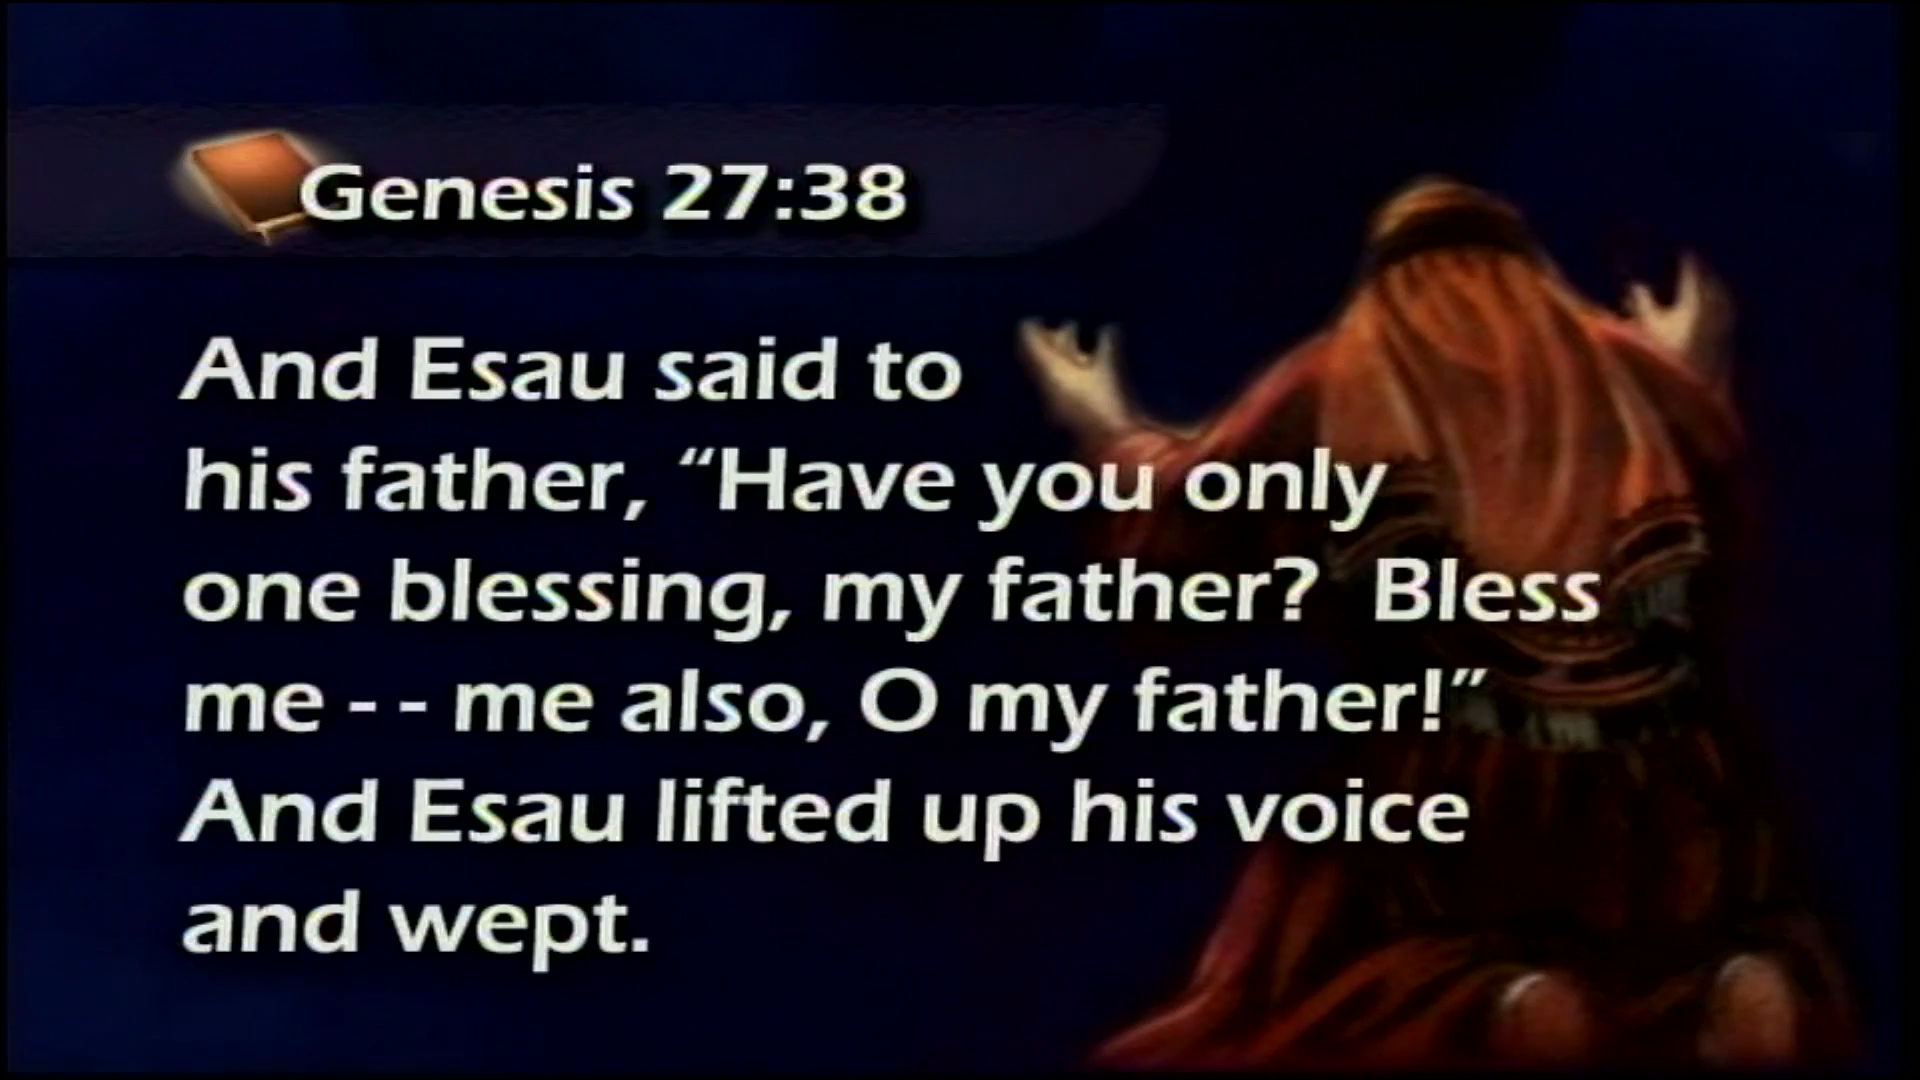 Genesis 27:38
And Esau said to
his father, “Have you only
one blessing, my father?  Bless
me - - me also, O my father!”
And Esau lifted up his voice
and wept.